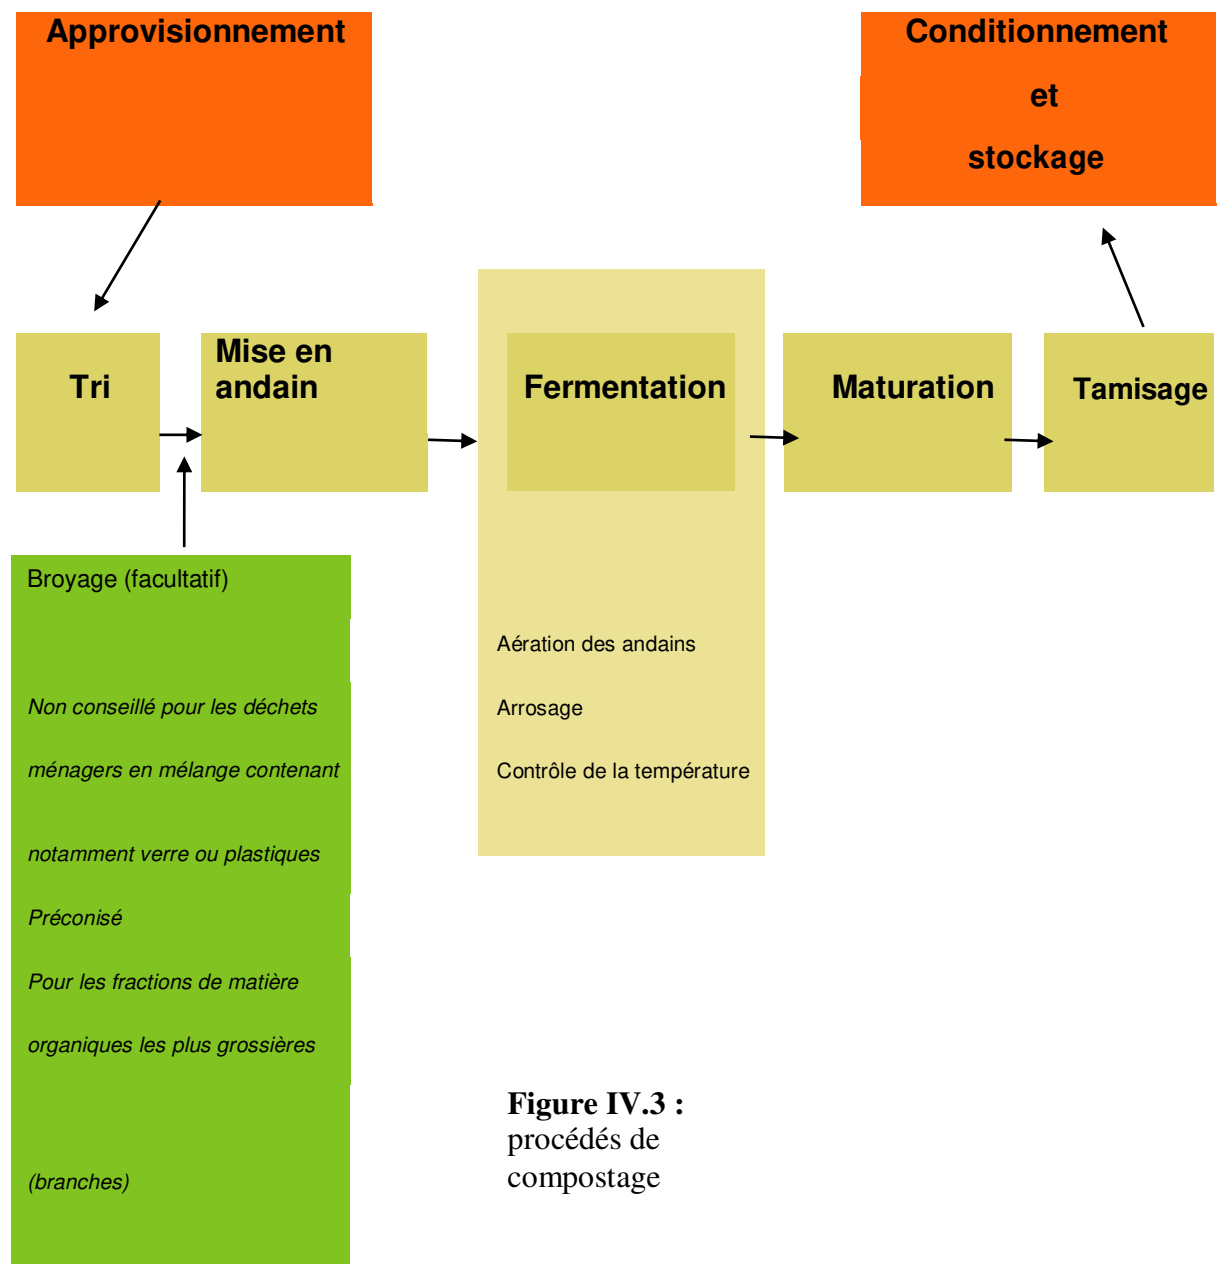 Approvisionnement
Conditionnement
et
stockage
Tri
Mise en
andain
Fermentation
Maturation
Tamisage
Broyage (facultatif)
Non conseillé pour les déchets
ménagers en mélange contenant
notamment verre ou plastiques
Préconisé
Pour les fractions de matière
organiques les plus grossières
(branches)
Aération des andains
Arrosage
Contrôle de la température
Figure IV.3 :
procédés de
compostage